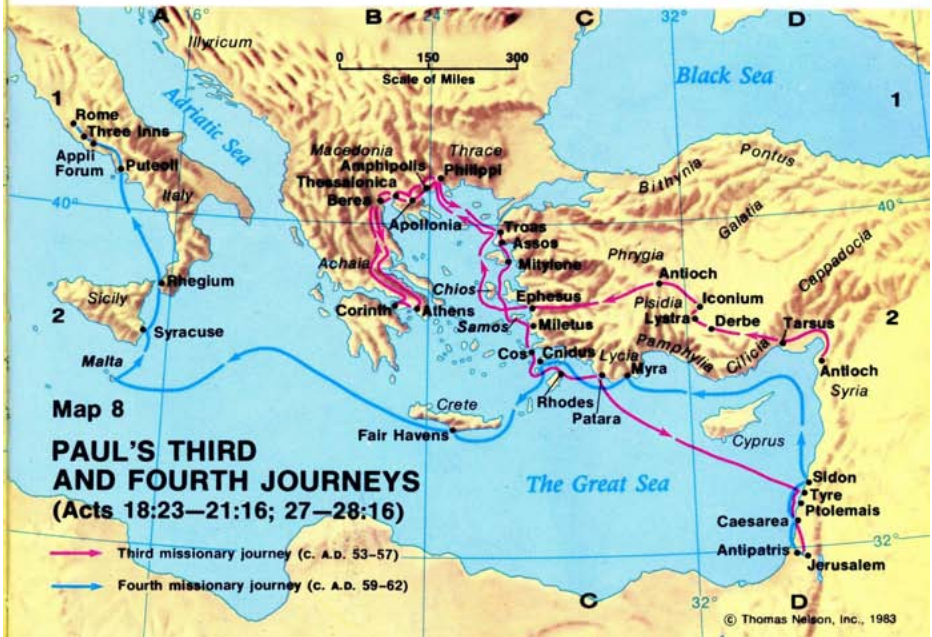 A
6°
B
24°
C
32°
D
Illyricum
0 150 300
Scale of Miles
Black Sea
Adriatic Sea
1
1
Rome
Three Inns
Appii
Forum
Puteoli
Italy
Macedonia
Thrace
Amphipolis
Philippi
Thessalonica
Berea
Apollonia
Pontus
Bithynia
Galatia
40°
40°
Troas
Assos
Mitylene
Phrygia
Cappadocia
Achaia
Antioch
Chios
Rhegium
Sicily
Ephesus
Pisidia
Iconium
2
2
Corinth
Athens
Lystra
Derbe
Tarsus
Syracuse
Samos
Miletus
Malta
Cos
Cnidus
Lycia
Pamphylia
Cilicia
Antioch
Myra
Syria
Rhodes
Patara
Crete
Fair Havens
Cyprus
Map 8
PAUL'S THIRD
AND FOURTH JOURNEYS
(Acts 18:23—21:16; 27—28:16)
The Great Sea
Sidon
Tyre
Ptolemais
Caesarea
Third missionary journey (C. A.D. 53–57)
32°
Antipatris
Jerusalem
Fourth missionary journey (C. A.D. 59–62)
C
32°
D
© Thomas Nelson, Inc., 1983